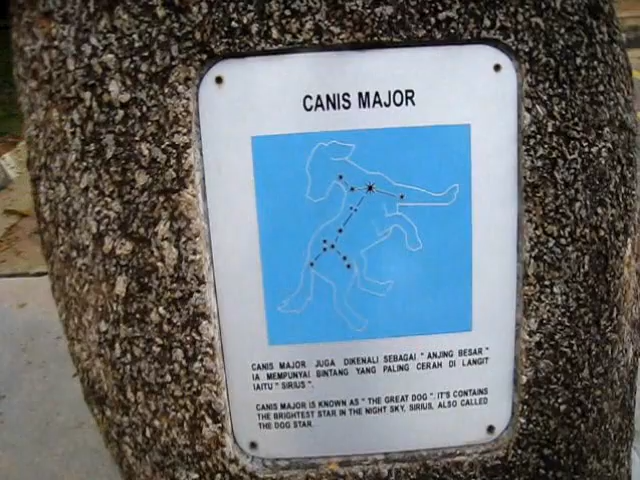 CANIS MAJOR
CANIS MAJOR JUGA DIKENALI SEBAGAI " ANJING BESAR "
IA MEMPUNYAI BINTANG YANG PALING CERAH DI LANGIT
IAITU " SIRIUS ".
CANIS MAJOR IS KNOWN AS " THE GREAT DOG ". IT'S CONTAINS
THE BRIGHTEST STAR IN THE NIGHT SKY, SIRIUS, ALSO CALLED
THE DOG STAR.